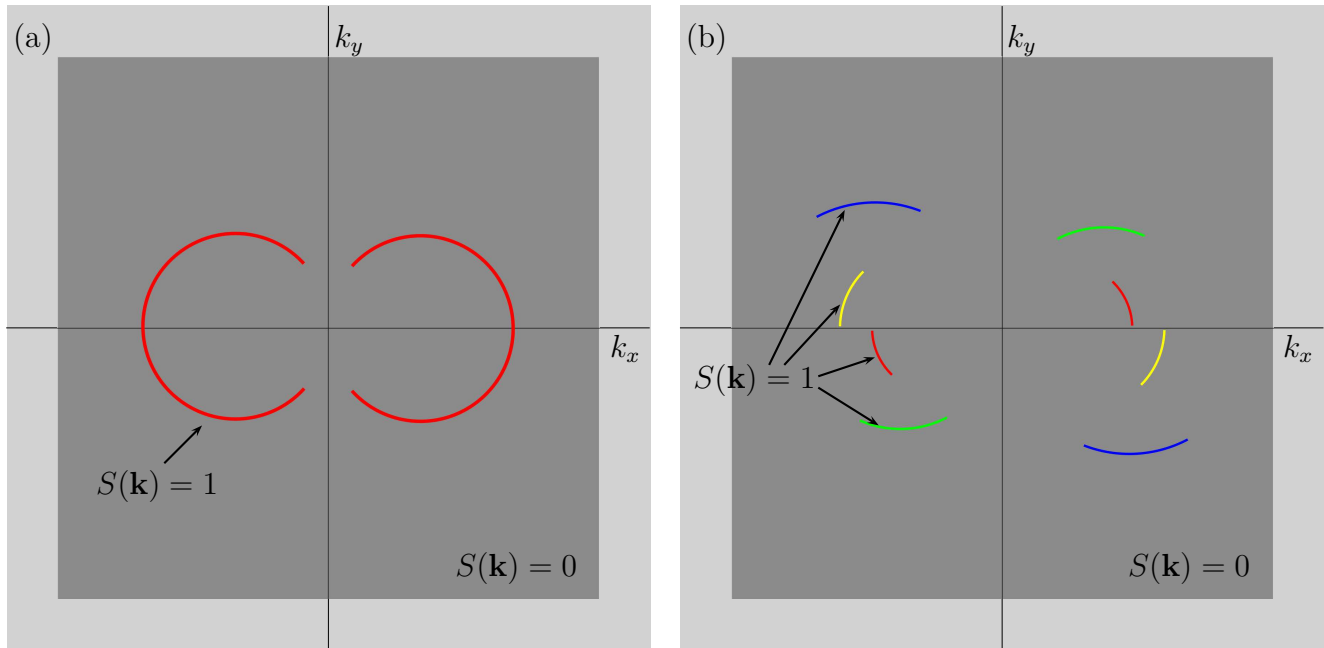 (a)
k_y
k_x
S(𝐤) = 1
S(𝐤) = 0
(b)
k_y
k_x
S(𝐤) = 1
S(𝐤) = 0